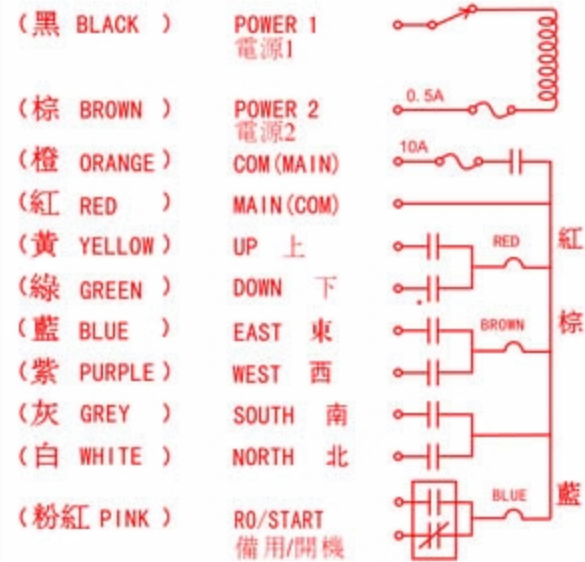 (黑 BLACK ) POWER 1
電源1
(棕 BROWN ) 0.5A POWER 2
電源2
(橙 ORANGE) COM(MAIN) 10A
(紅 RED ) MAIN(COM)
(黃 YELLOW) UP 上 RED 紅
(綠 GREEN ) DOWN 下
(藍 BLUE ) EAST 東 BROWN 棕
(紫 PURPLE) WEST 西
(灰 GREY ) SOUTH 南
(白 WHITE ) NORTH 北
(粉紅 PINK ) RO/START BLUE 藍
備用/開機